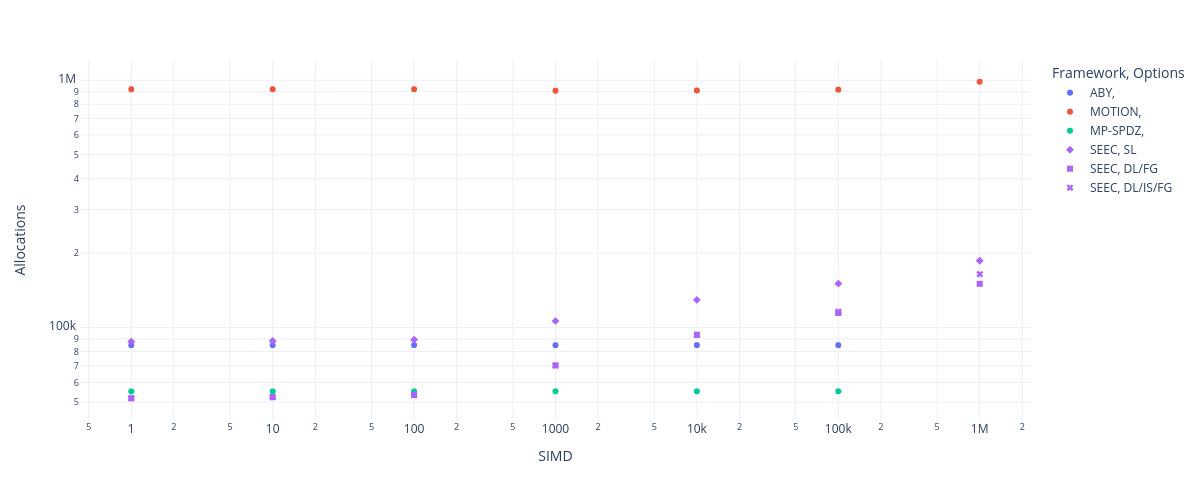 Framework, Options
ABY,
MOTION,
MP-SPDZ,
SEEC, SL
SEEC, DL/FG
SEEC, DL/IS/FG
Allocations
1M
9
8
7
6
5
4
3
2
100k
9
8
7
6
5
5 1 2 5 10 2 5 100 2 5 1000 2 5 10k 2 5 100k 2 5 1M 2
SIMD